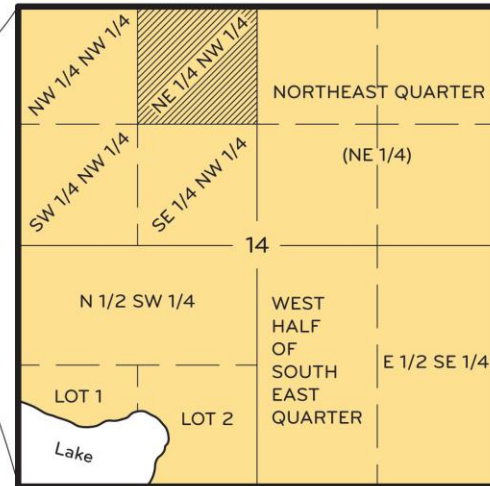 NW 1/4 NW 1/4
NE 1/4 NW 1/4
NORTHEAST QUARTER
(NE 1/4)
SW 1/4 NW 1/4
SE 1/4 NW 1/4
14
N 1/2 SW 1/4
WEST
HALF
OF
SOUTH
EAST
QUARTER
E 1/2 SE 1/4
LOT 1
LOT 2
Lake